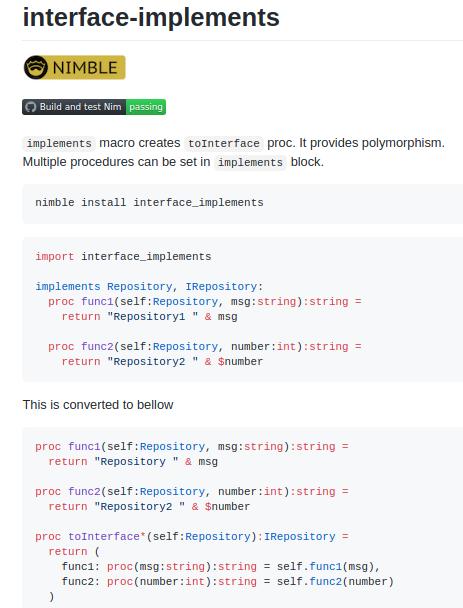 interface-implements
NIMBLE
Build and test Nim passing
implements macro creates toInterface proc. It provides polymorphism.
Multiple procedures can be set in implements block.
nimble install interface_implements
import interface_implements
implements Repository, IRepository:
  proc func1(self:Repository, msg:string):string =
    return "Repository1 " & msg
  proc func2(self:Repository, number:int):string =
    return "Repository2 " & $number
This is converted to bellow
proc func1(self:Repository, msg:string):string =
  return "Repository " & msg
proc func2(self:Repository, number:int):string =
  return "Repository2 " & $number
proc toInterface*(self:Repository):IRepository =
  return (
    func1: proc(msg:string):string = self.func1(msg),
    func2: proc(number:int):string = self.func2(number)
  )